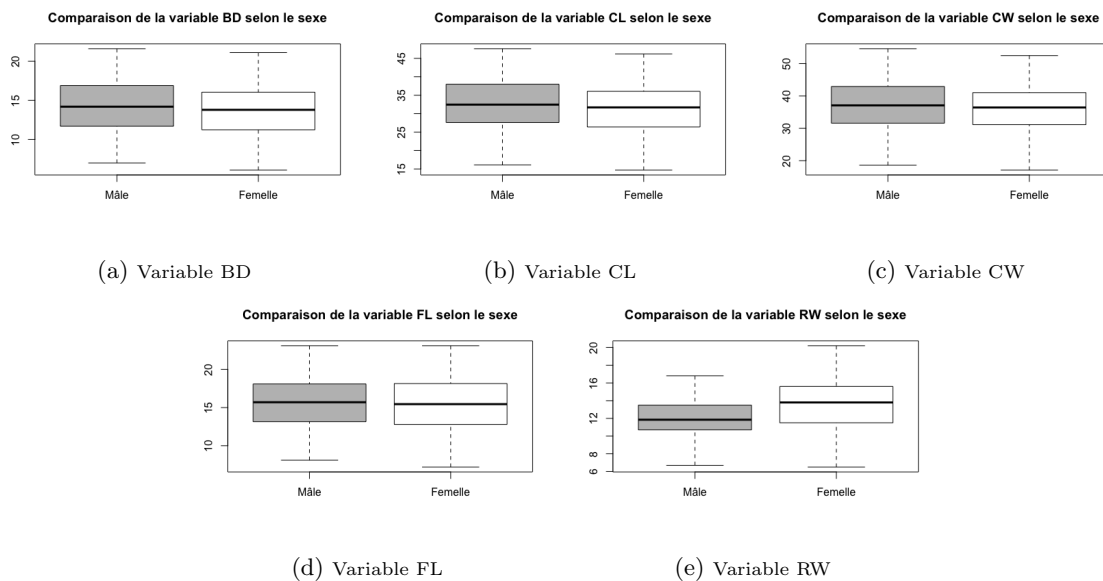 Comparaison de la variable BD selon le sexe
20
15
10
Mâle Femelle
(a) Variable BD
Comparaison de la variable CL selon le sexe
45
35
25
15
Mâle Femelle
(b) Variable CL
Comparaison de la variable CW selon le sexe
50
40
30
20
Mâle Femelle
(c) Variable CW
Comparaison de la variable FL selon le sexe
20
15
10
Mâle Femelle
(d) Variable FL
Comparaison de la variable RW selon le sexe
20
16
12
8
6
Mâle Femelle
(e) Variable RW